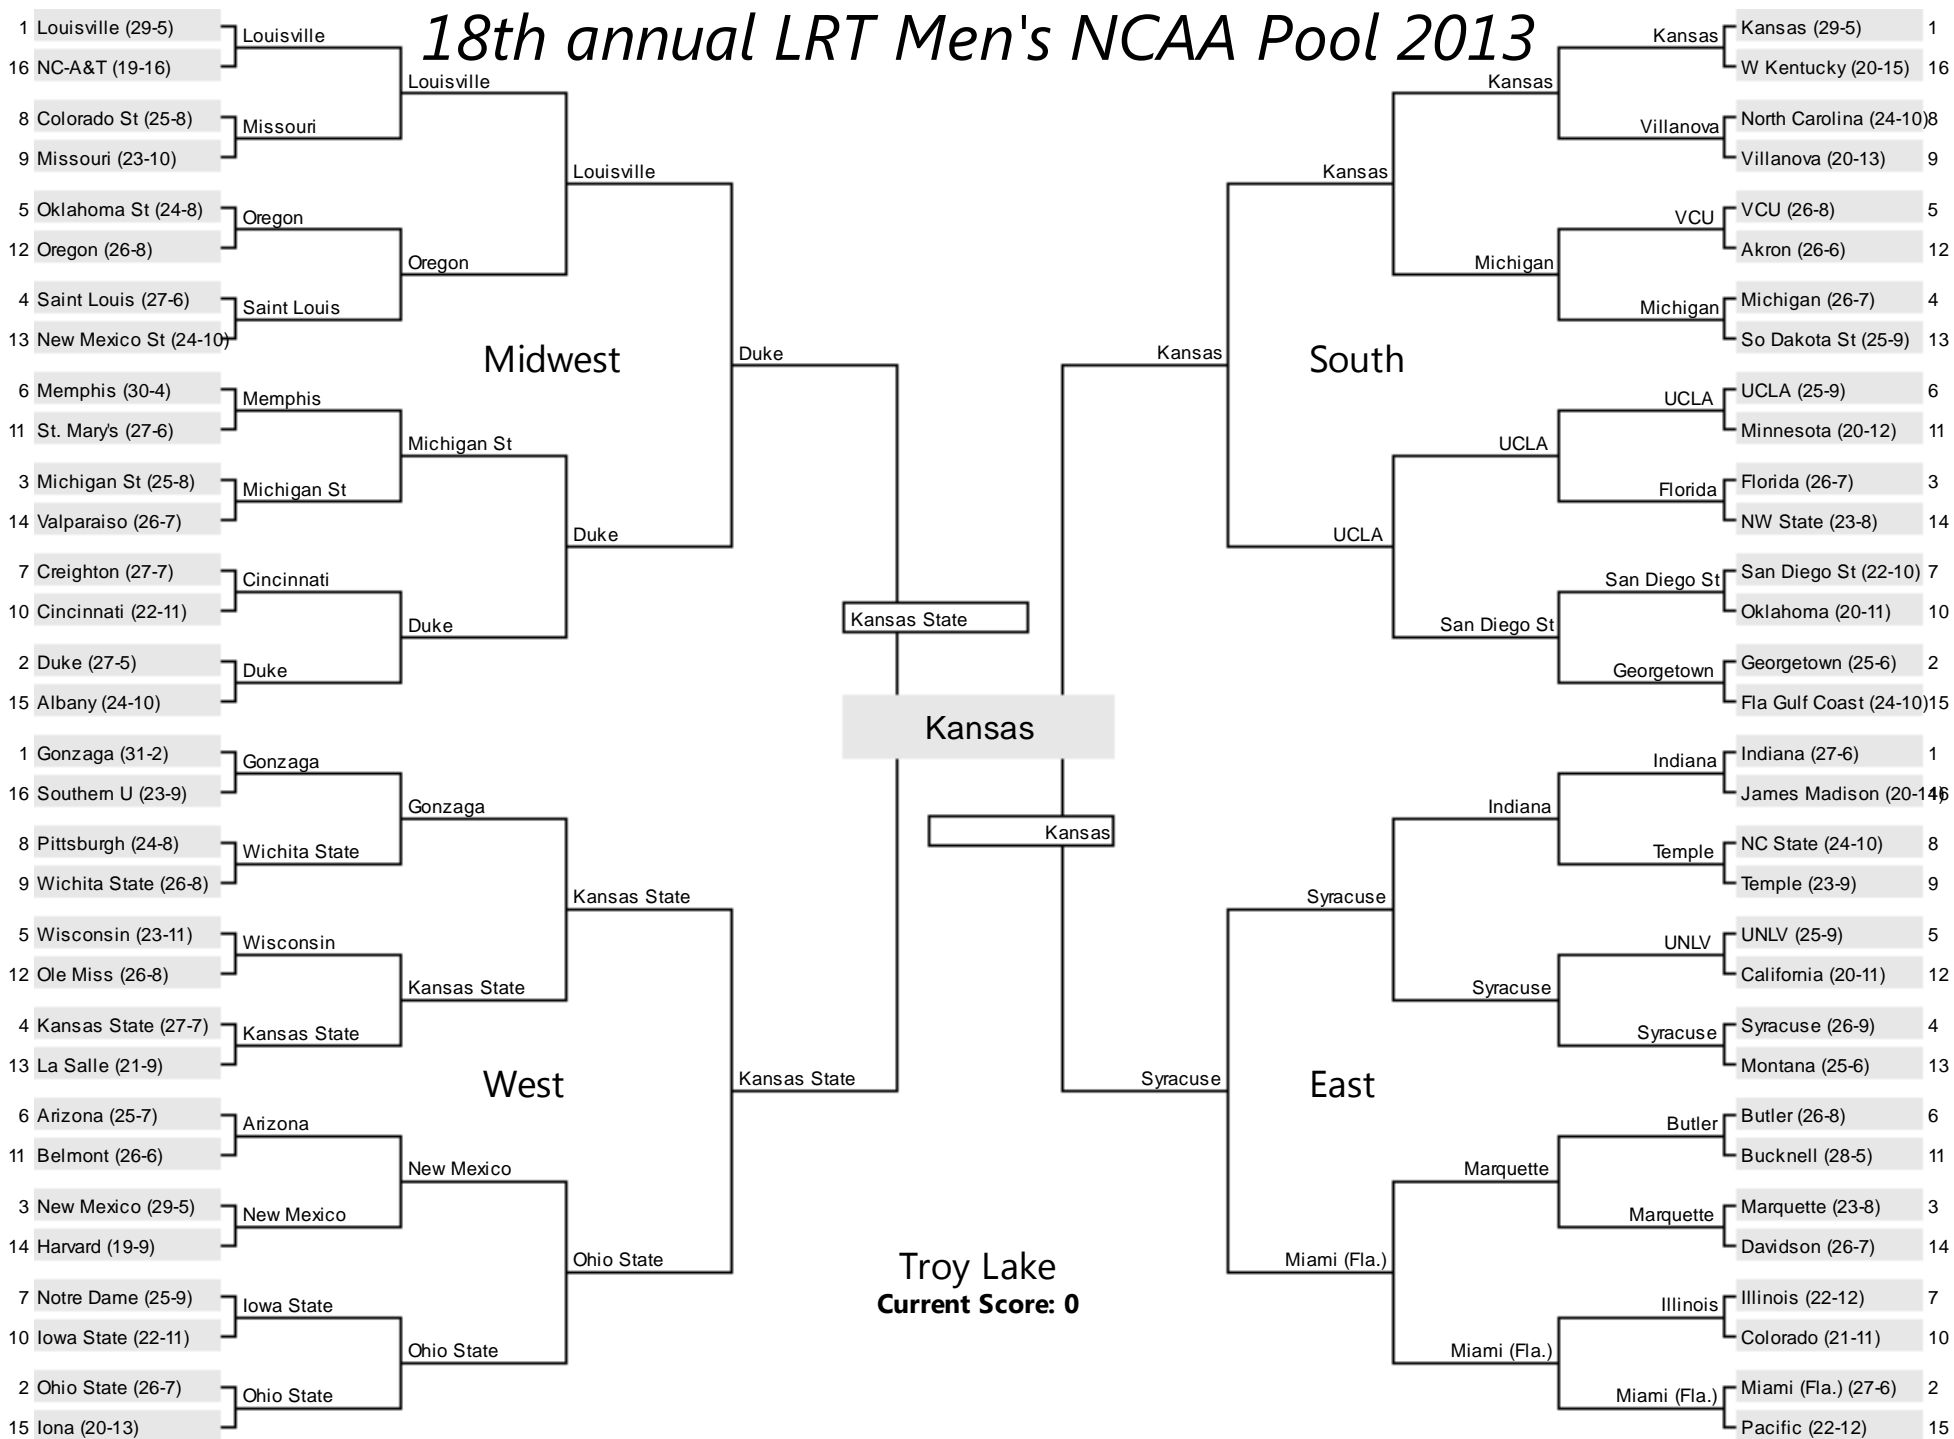 18th annual LRT Men's NCAA Pool 2013
1 Louisville (29-5)
16 NC-A&T (19-16)
8 Colorado St (25-8)
9 Missouri (23-10)
5 Oklahoma St (24-8)
12 Oregon (26-8)
4 Saint Louis (27-6)
13 New Mexico St (24-10)
6 Memphis (30-4)
11 St. Mary's (27-6)
3 Michigan St (25-8)
14 Valparaiso (26-7)
7 Creighton (27-7)
10 Cincinnati (22-11)
2 Duke (27-5)
15 Albany (24-10)
Louisville
Missouri
Oregon
Saint Louis
Memphis
Michigan St
Cincinnati
Duke
Louisville
Oregon
Michigan St
Duke
Louisville
Duke
Midwest
Duke
1 Gonzaga (31-2)
16 Southern U (23-9)
8 Pittsburgh (24-8)
9 Wichita State (26-8)
5 Wisconsin (23-11)
12 Ole Miss (26-8)
4 Kansas State (27-7)
13 La Salle (21-9)
6 Arizona (25-7)
11 Belmont (26-6)
3 New Mexico (29-5)
14 Harvard (19-9)
7 Notre Dame (25-9)
10 Iowa State (22-11)
2 Ohio State (26-7)
15 Iona (20-13)
Gonzaga
Wichita State
Wisconsin
Kansas State
Arizona
New Mexico
Iowa State
Ohio State
Gonzaga
Kansas State
New Mexico
Ohio State
Kansas State
Ohio State
West
Kansas State
Kansas State
Kansas
Kansas
Troy Lake
Current Score: 0
Kansas
South
Kansas
UCLA
Kansas
Michigan
UCLA
San Diego St
Kansas
Villanova
VCU
Michigan
UCLA
Florida
San Diego St
Georgetown
Kansas (29-5) 1
W Kentucky (20-15) 16
North Carolina (24-10) 8
Villanova (20-13) 9
VCU (26-8) 5
Akron (26-6) 12
Michigan (26-7) 4
So Dakota St (25-9) 13
UCLA (25-9) 6
Minnesota (20-12) 11
Florida (26-7) 3
NW State (23-8) 14
San Diego St (22-10) 7
Oklahoma (20-11) 10
Georgetown (25-6) 2
Fla Gulf Coast (24-10) 15
Syracuse
East
Syracuse
Miami (Fla.)
Indiana
Syracuse
Marquette
Miami (Fla.)
Indiana
Temple
UNLV
Syracuse
Butler
Marquette
Illinois
Miami (Fla.)
Indiana (27-6) 1
James Madison (20-14) 16
NC State (24-10) 8
Temple (23-9) 9
UNLV (25-9) 5
California (20-11) 12
Syracuse (26-9) 4
Montana (25-6) 13
Butler (26-8) 6
Bucknell (28-5) 11
Marquette (23-8) 3
Davidson (26-7) 14
Illinois (22-12) 7
Colorado (21-11) 10
Miami (Fla.) (27-6) 2
Pacific (22-12) 15